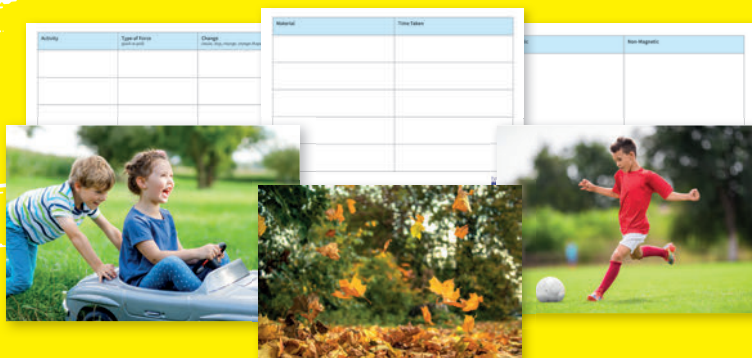 Activity
Type of Force
(push or pull)
Change
Material
Time Taken
Non-Magnetic